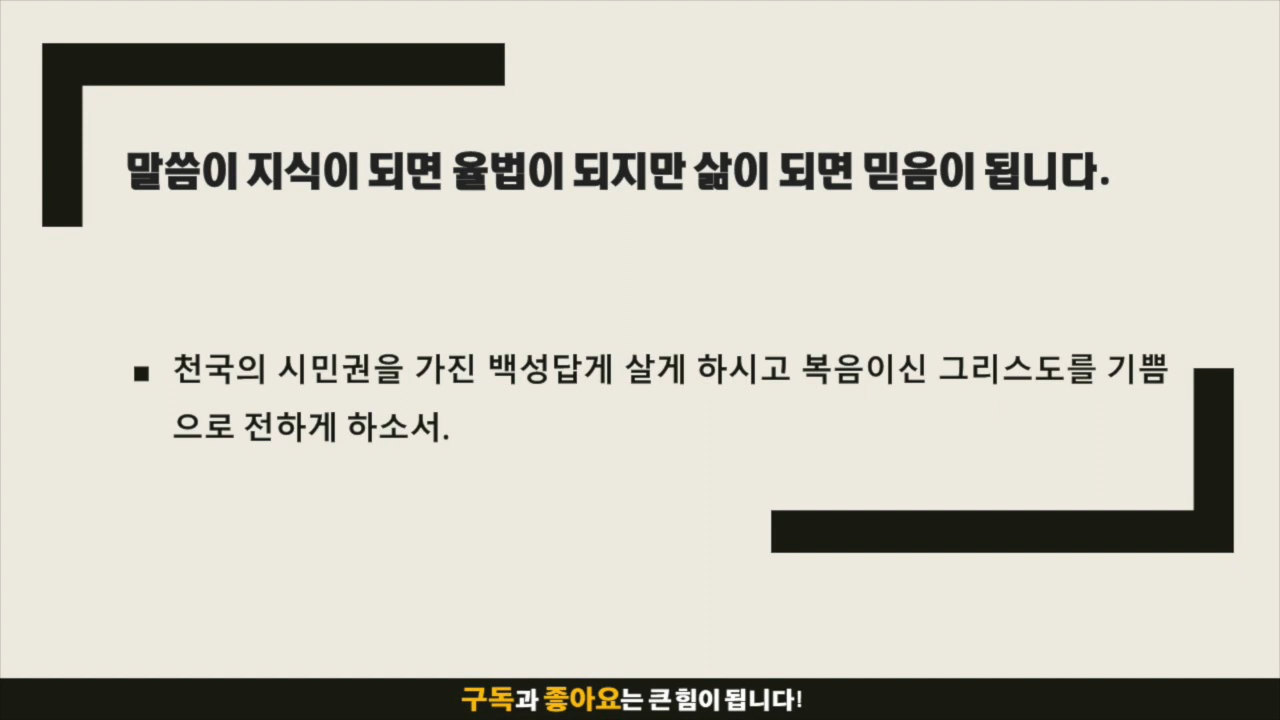 말씀이 지식이 되면 율법이 되지만 삶이 되면 믿음이 됩니다.
■ 천국의 시민권을 가진 백성답게 살게 하시고 복음이신 그리스도를 기쁨
으로 전하게 하소서.
구독과 좋아요는 큰 힘이 됩니다!